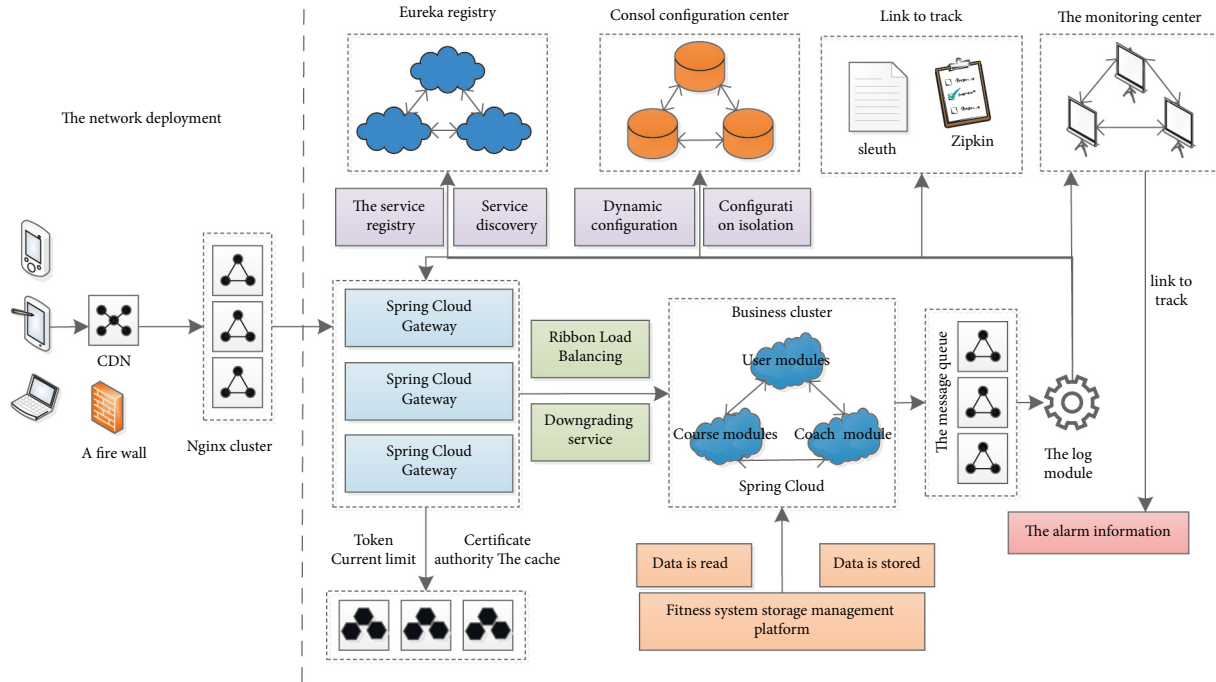 Eureka registry
Consol configuration center
Link to track
The monitoring center
The network deployment
sleuth
Zipkin
The service
registry
Service
discovery
Dynamic
configuration
Configurati
on isolation
link to
track
CDN
A fire wall
Nginx cluster
Spring Cloud
Gateway
Spring Cloud
Gateway
Spring Cloud
Gateway
Ribbon Load
Balancing
Downgrading
service
Business cluster
User modules
Course modules
Coach module
Spring Cloud
The message queue
The log
module
The alarm information
Token
Current limit
Certificate
authority The cache
Data is read
Data is stored
Fitness system storage management
platform